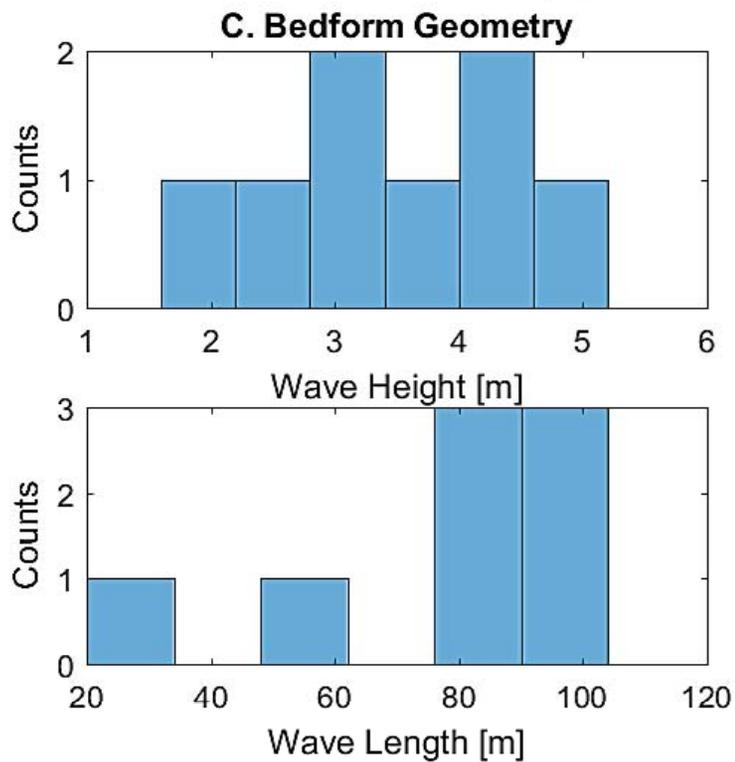 C. Bedform Geometry
2
1
0
Counts
1 2 3 4 5 6
Wave Height [m]
3
2
1
0
Counts
20 40 60 80 100 120
Wave Length [m]